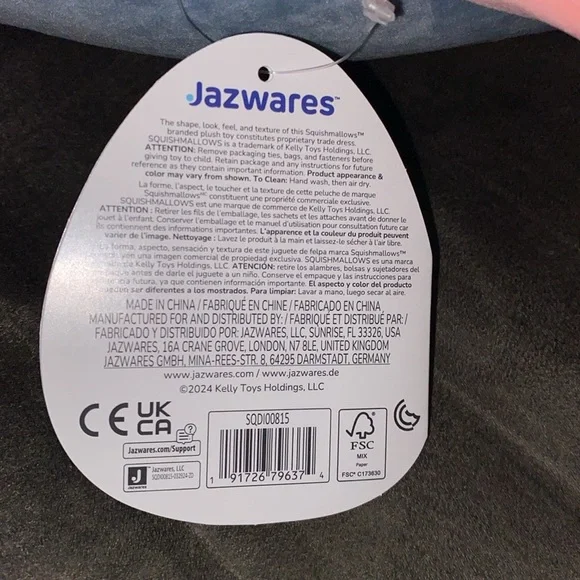 Jazwares™
The shape, look, feel, and texture of this Squishmallows™
branded plush toy constitutes proprietary trade dress.
SQUISHMALLOWS™ is a trademark of Kelly Toys Holdings, LLC.
ATTENTION: Remove packaging ties, bags, and fasteners before
giving toy to child. Retain package and any instructions for future
reference as they contain important information. Product appearance &
color may vary from shown. To Clean: Hand wash, then air dry.
La forme, l'aspect, le toucher et la texture de cette peluche de marque
Squishmallows™ constituent une propriété commerciale exclusive.
SQUISHMALLOWS™ est une marque de commerce de Kelly Toys Holdings, LLC.
ATTENTION : Retirer les fils de l'emballage, les sachets et les attaches avant de donner le
jouet à l'enfant. Conserver l'emballage et le manuel d'utilisation pour consultation future car
ils contiennent des informations importantes. L'apparence et la couleur du produit peuvent
varier de l'image. Nettoyage : Lavez le produit à la main et laissez-le sécher à l'air libre.
La forma, aspecto, sensación y textura de este juguete de felpa marca Squishmallows™
son una imagen comercial de propiedad exclusiva. SQUISHMALLOWS™ es una marca
de Kelly Toys Holdings, LLC. ATENCIÓN: retire los alambres, bolsas y sujetadores del
empaque antes de darle el juguete a un niño. Conserve el empaque y las instrucciones para
futura, ya que contienen información importante. El aspecto y color del producto
pueden ser diferentes a los mostrados. Para limpiar: Lavar a mano, luego secar al aire.
MADE IN CHINA / FABRIQUÉ EN CHINE / FABRICADO EN CHINA
MANUFACTURED FOR AND DISTRIBUTED BY: / FABRIQUÉ ET DISTRIBUÉ PAR: /
FABRICADO Y DISTRIBUIDO POR: JAZWARES, LLC, SUNRISE, FL 33326, USA
JAZWARES, 16A CRANE GROVE, LONDON, N7 8LE, UNITED KINGDOM
JAZWARES GMBH, MINA-REES-STR. 8, 64295 DARMSTADT, GERMANY
www.jazwares.com / www.jazwares.de
©2024 Kelly Toys Holdings, LLC
CE UK
CA
Jazwares.com/Support
J
JAZWARES
Jazwares, LLC
SQDI00815-052924-ZD
SQDI00815
1 91726 79637 4
FSC
MIX
Paper
FSC® C173630